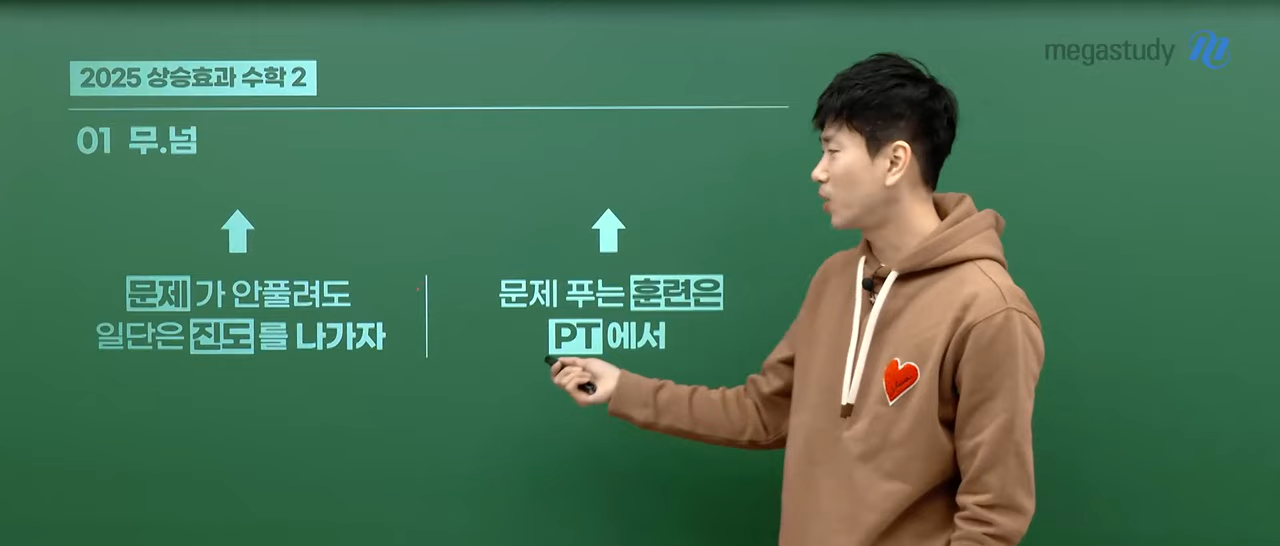 megastudy M
2025 상승효과 수학 2
01 무.넘
문제가 안풀려도
일단은 진도를 나가자
문제 푸는 훈련은
PT에서